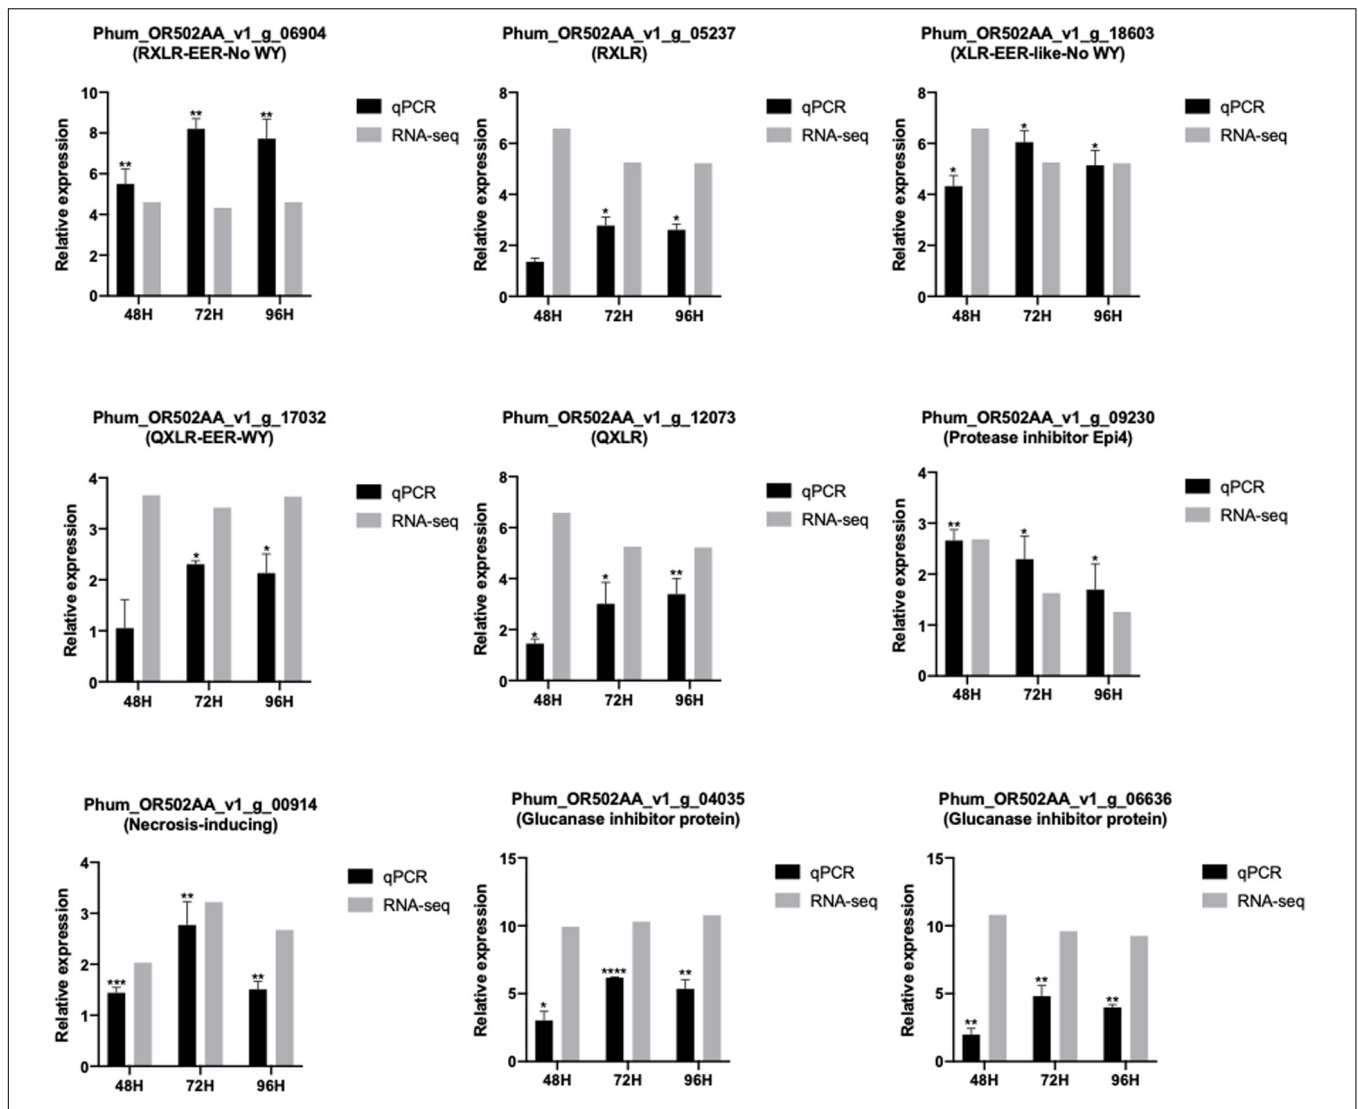 Phum_OR502AA_v1_g_06904
(RXLR-EER-No WY)
Relative expression
10
8
6
4
2
0
**
**
**
48H
72H
96H
qPCR
RNA-seq
Phum_OR502AA_v1_g_05237
(RXLR)
Relative expression
8
6
4
2
0
*
*
48H
72H
96H
qPCR
RNA-seq
Phum_OR502AA_v1_g_18603
(XLR-EER-like-No WY)
Relative expression
8
6
4
2
0
*
*
*
48H
72H
96H
qPCR
RNA-seq
Phum_OR502AA_v1_g_17032
(QXLR-EER-WY)
Relative expression
4
3
2
1
0
*
*
48H
72H
96H
qPCR
RNA-seq
Phum_OR502AA_v1_g_12073
(QXLR)
Relative expression
8
6
4
2
0
*
*
**
48H
72H
96H
qPCR
RNA-seq
Phum_OR502AA_v1_g_09230
(Protease inhibitor Epi4)
Relative expression
4
3
2
1
0
**
*
*
48H
72H
96H
qPCR
RNA-seq
Phum_OR502AA_v1_g_00914
(Necrosis-inducing)
Relative expression
4
3
2
1
0
***
**
**
48H
72H
96H
qPCR
RNA-seq
Phum_OR502AA_v1_g_04035
(Glucanase inhibitor protein)
Relative expression
15
10
5
0
*
****
**
48H
72H
96H
qPCR
RNA-seq
Phum_OR502AA_v1_g_06636
(Glucanase inhibitor protein)
Relative expression
15
10
5
0
**
**
**
48H
72H
96H
qPCR
RNA-seq